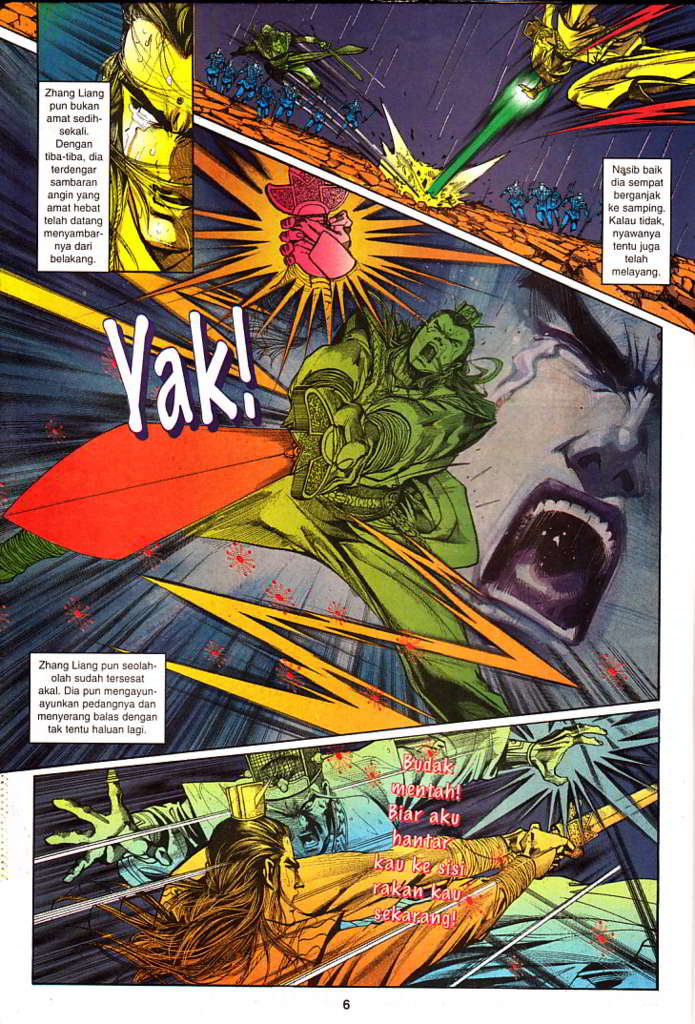 Zhang Liang
pun bukan
amat sedih-
sekali.
Dengan
tiba-tiba, dia
terdengar
sambaran
angin yang
amat hebat
telah datang
menyambar-
nya dari
belakang.
Nasib baik
dia sempat
berganjak
ke samping.
Kalau tidak,
nyawanya
tentu juga
telah
melayang.
Yak!
Zhang Liang pun seolah-
olah sudah tersesat
akal. Dia pun mengayun-
ayunkan pedangnya dan
menyerang balas dengan
tak tentu haluan lagi.
Budak
mentah!
Biar aku
hantar
kau ke sisi
rakan kau
sekarang!
6